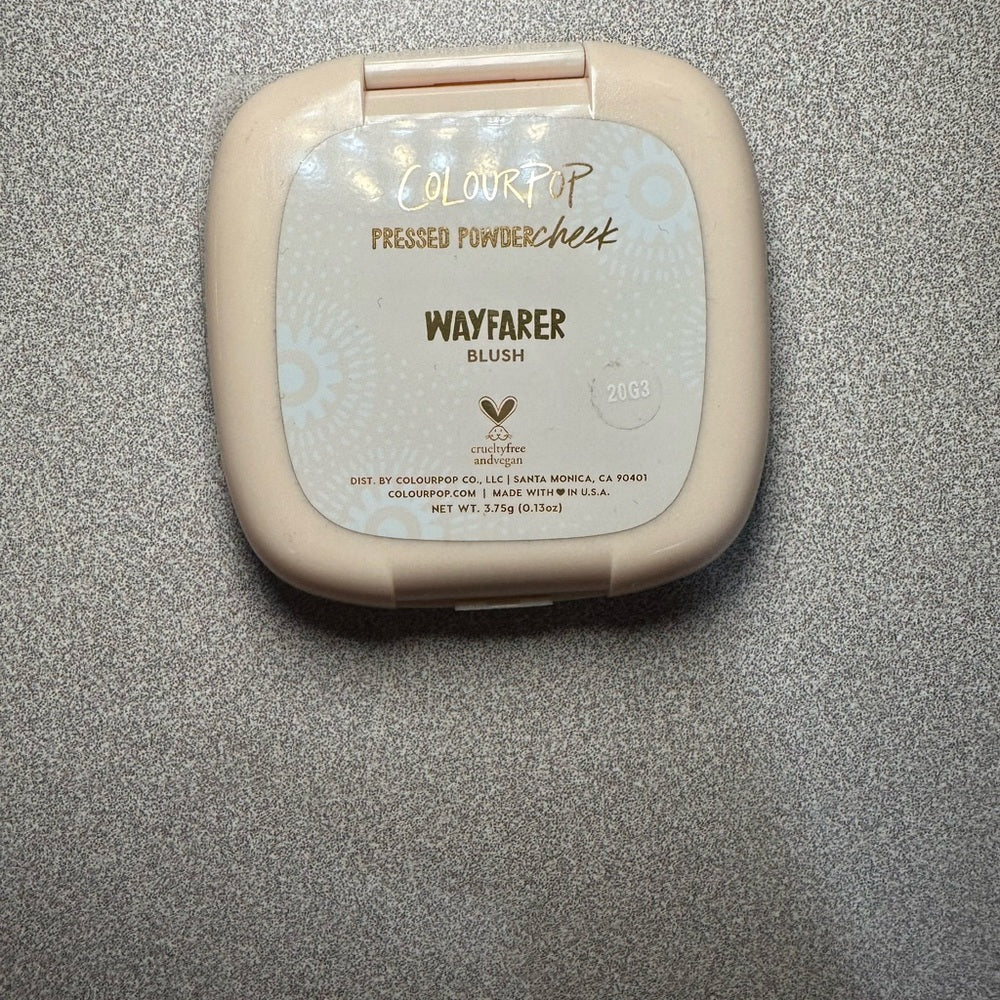 COLOURPOP
PRESSED POWDERcheek
WAYFARER
BLUSH
20G3
crueltyfree
andvegan
DIST. BY COLOURPOP CO., LLC | SANTA MONICA, CA 90401
COLOURPOP.COM | MADE WITH ♥ IN U.S.A.
NET WT. 3.75g (0.13oz)